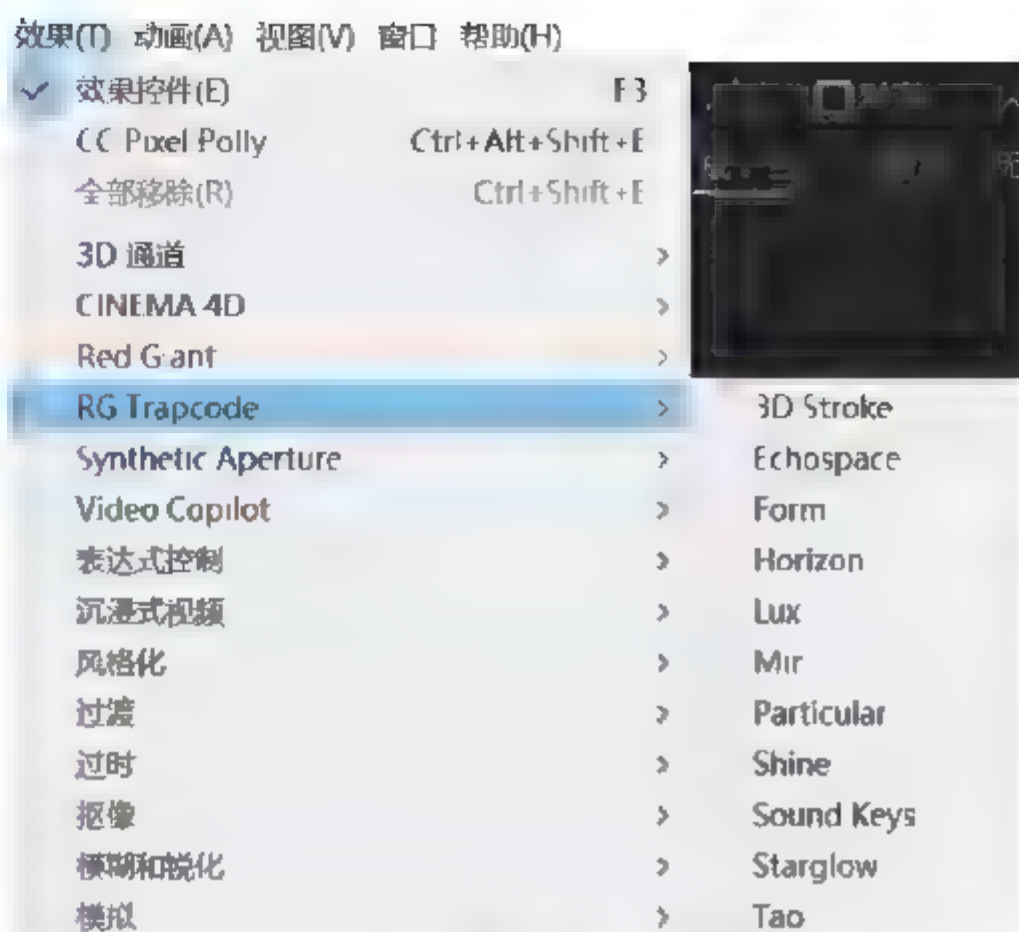 效果(T) 动画(A) 视图(V) 窗口 帮助(H)
效果控件(E) F3
CC Pixel Polly Ctrl+Alt+Shift+E
全部移除(R) Ctrl+Shift+E
3D 通道
CINEMA 4D
Red Giant
RG Trapcode
Synthetic Aperture
Video Copilot
表达式控制
沉浸式视频
风格化
过渡
过时
抠像
模糊和锐化
模拟
3D Stroke
Echospace
Form
Horizon
Lux
Mir
Particular
Shine
Sound Keys
Starglow
Tao